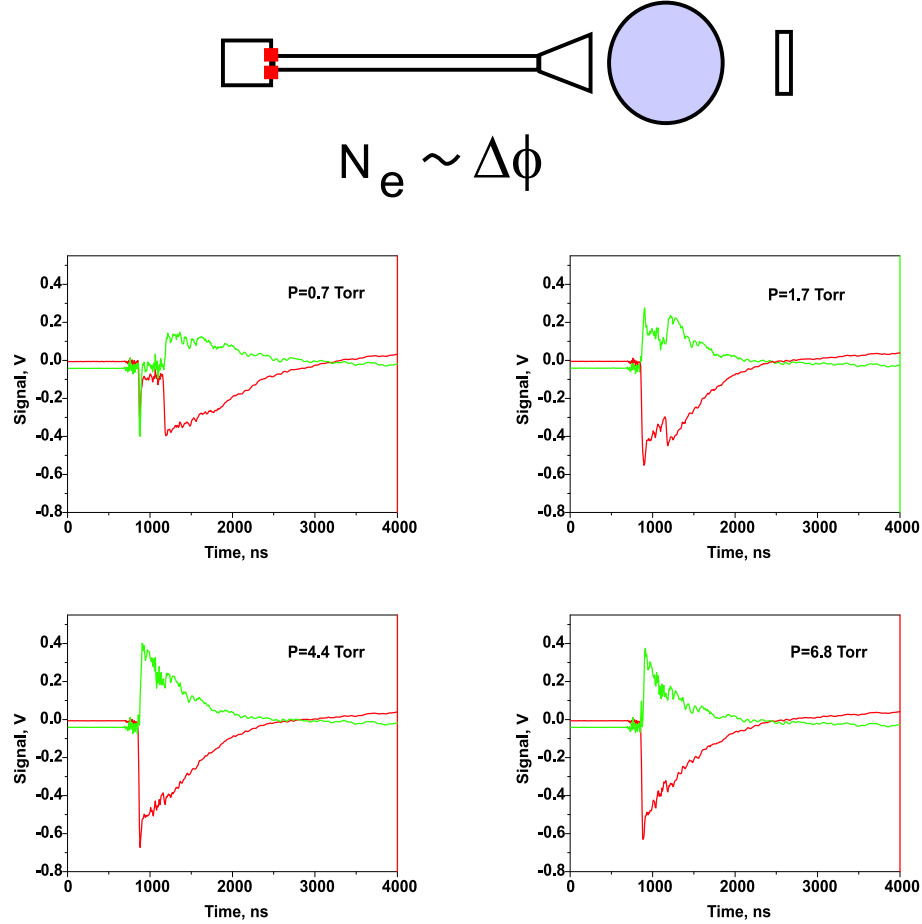 N_e ~ Δϕ
P=0.7 Torr
0.4
0.2
0.0
-0.2
-0.4
-0.6
-0.8
Signal, V
0 1000 2000 3000 4000
Time, ns
P=1.7 Torr
0.4
0.2
0.0
-0.2
-0.4
-0.6
-0.8
Signal, V
0 1000 2000 3000 4000
Time, ns
P=4.4 Torr
0.4
0.2
0.0
-0.2
-0.4
-0.6
-0.8
Signal, V
0 1000 2000 3000 4000
Time, ns
P=6.8 Torr
0.4
0.2
0.0
-0.2
-0.4
-0.6
-0.8
Signal, V
0 1000 2000 3000 4000
Time, ns